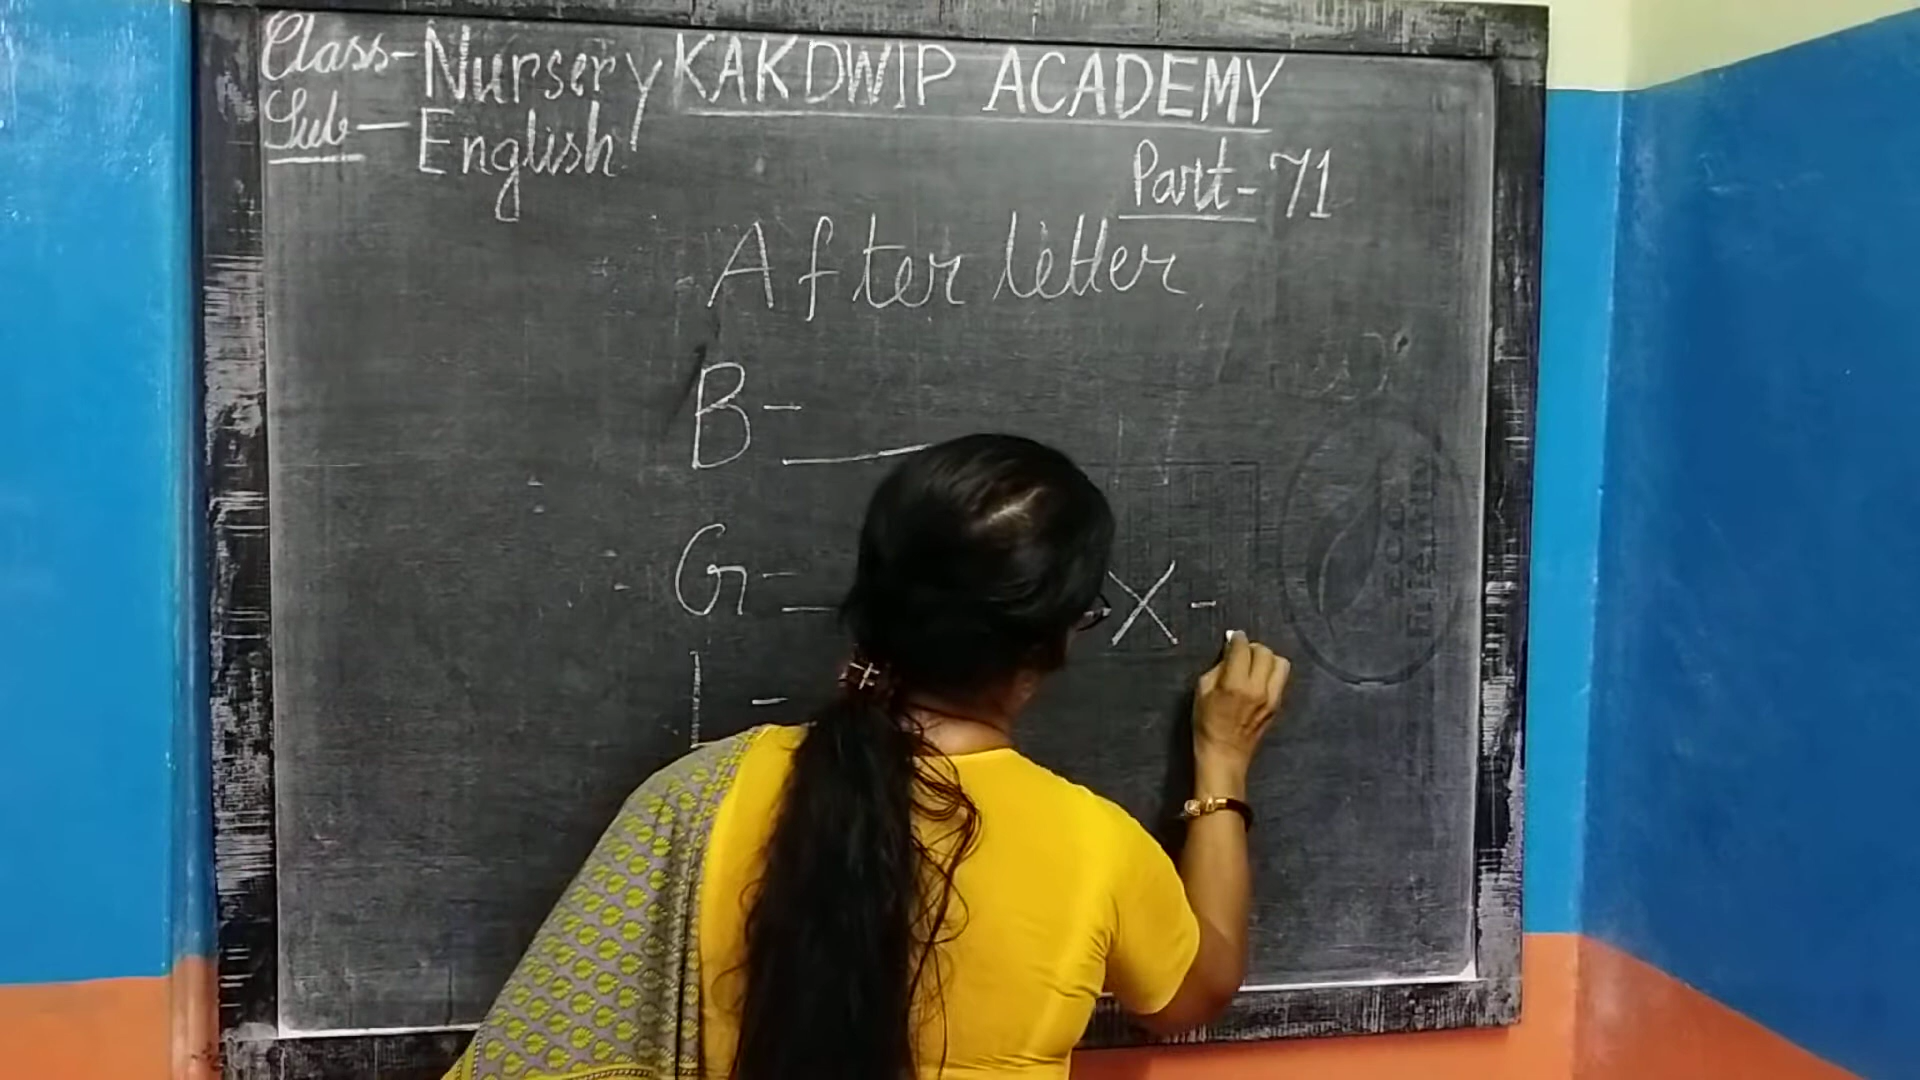 Class- Nursery KAKDWIP ACADEMY
Sub- English
Part-71
After letter
B-
G-
X-